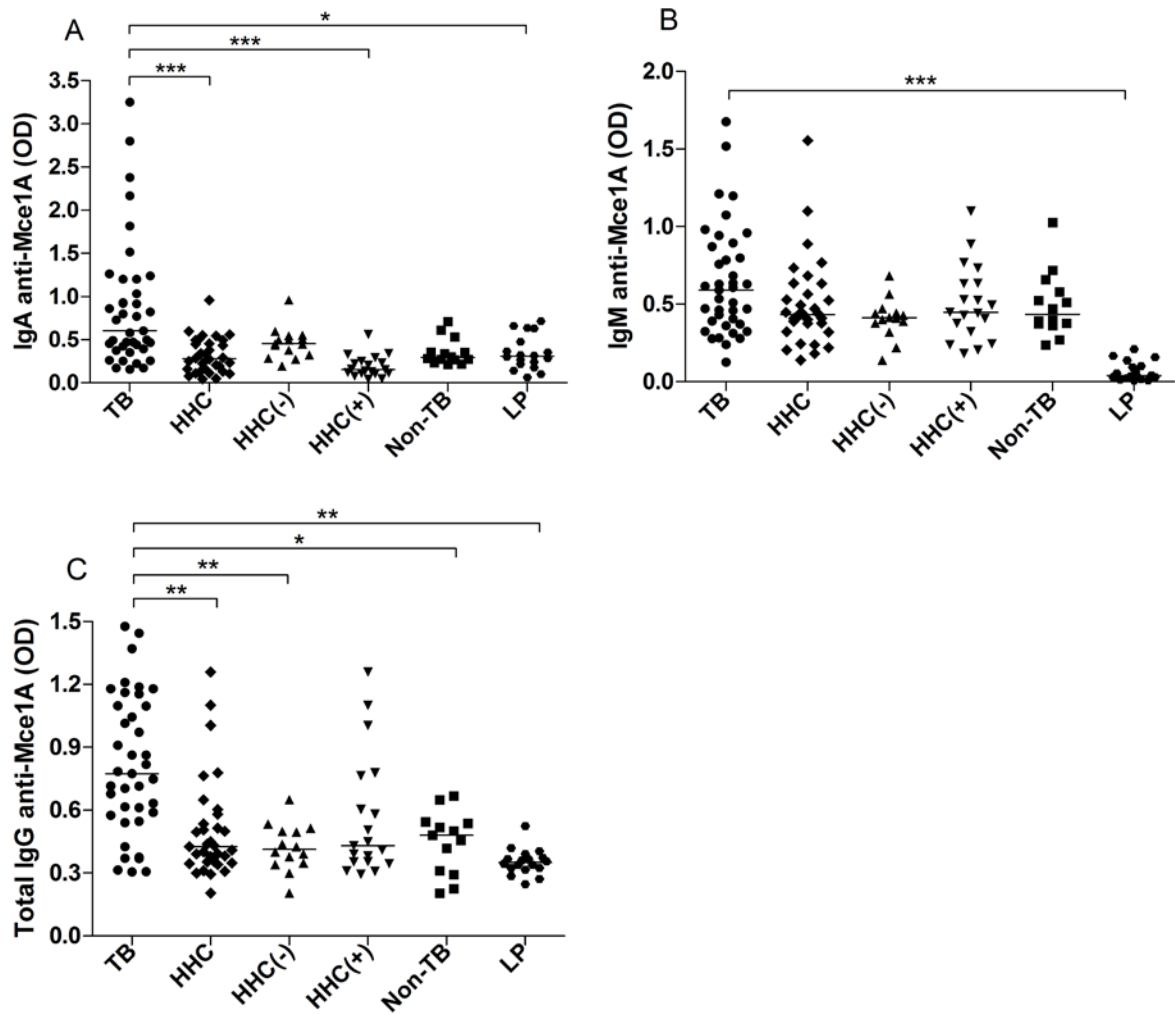 A
*
***
***
IgA anti-Mce1A (OD)
3.5
3.0
2.5
2.0
1.5
1.0
0.5
0.0
TB
HHC
HHC(-)
HHC(+)
Non-TB
LP
B
***
IgM anti-Mce1A (OD)
2.0
1.5
1.0
0.5
0.0
TB
HHC
HHC(-)
HHC(+)
Non-TB
LP
C
**
*
**
**
Total IgG anti-Mce1A (OD)
1.5
1.2
0.9
0.6
0.3
0.0
TB
HHC
HHC(-)
HHC(+)
Non-TB
LP